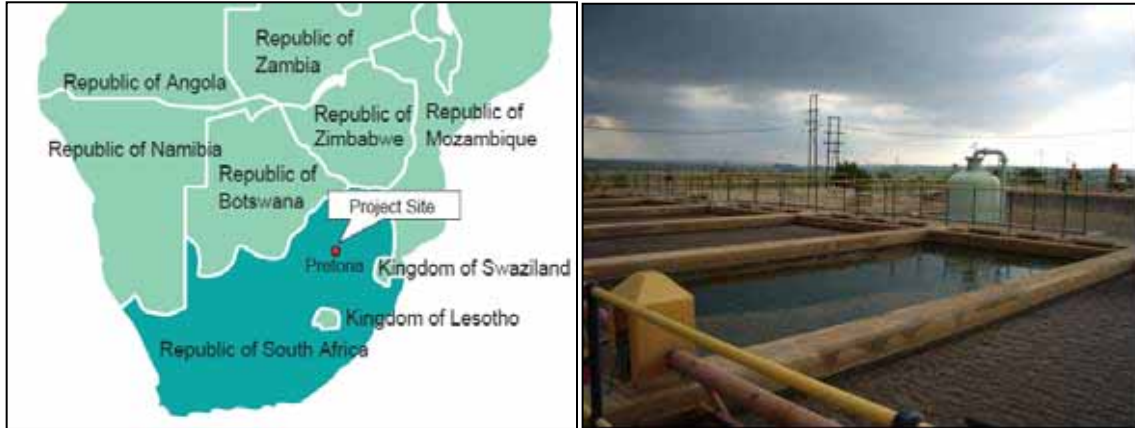 Republic of
Zambia
Republic of Angola
Republic of
Zimbabwe
Republic of
Mozambique
Republic of Namibia
Republic of
Botswana
Project Site
Pretoria
Kingdom of Swaziland
Kingdom of Lesotho
Republic of South Africa